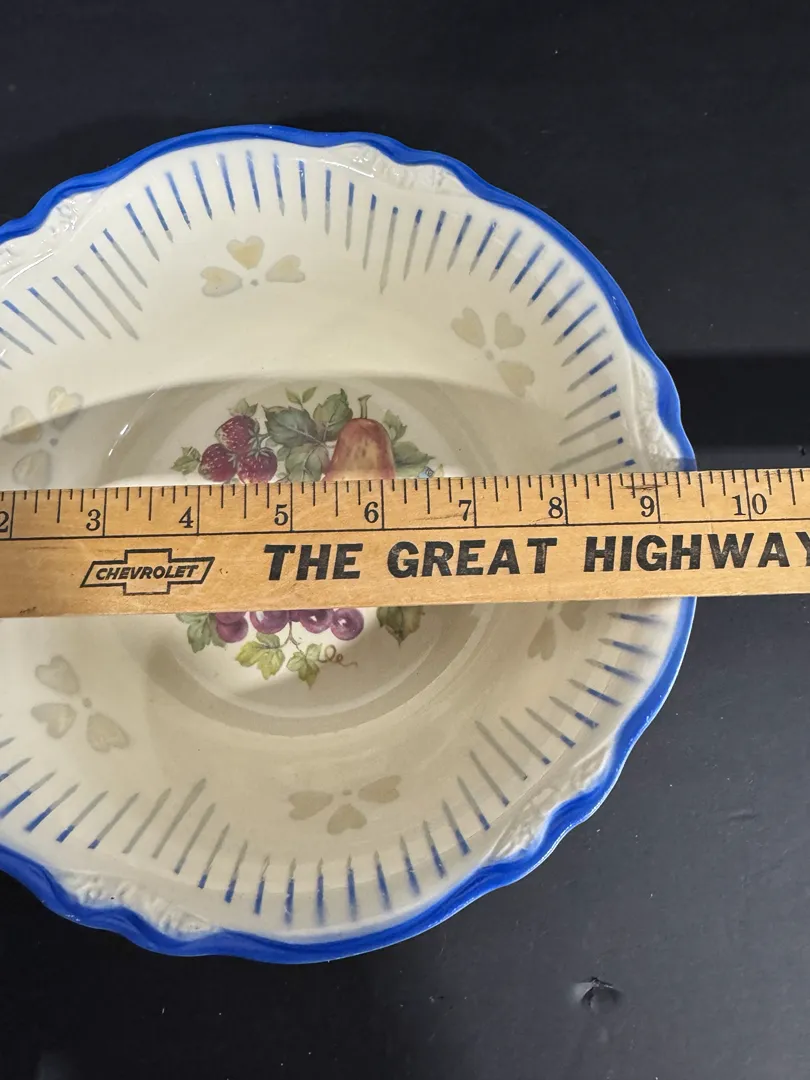 2 3 4 5 6 7 8 9 10
CHEVROLET THE GREAT HIGHWAY